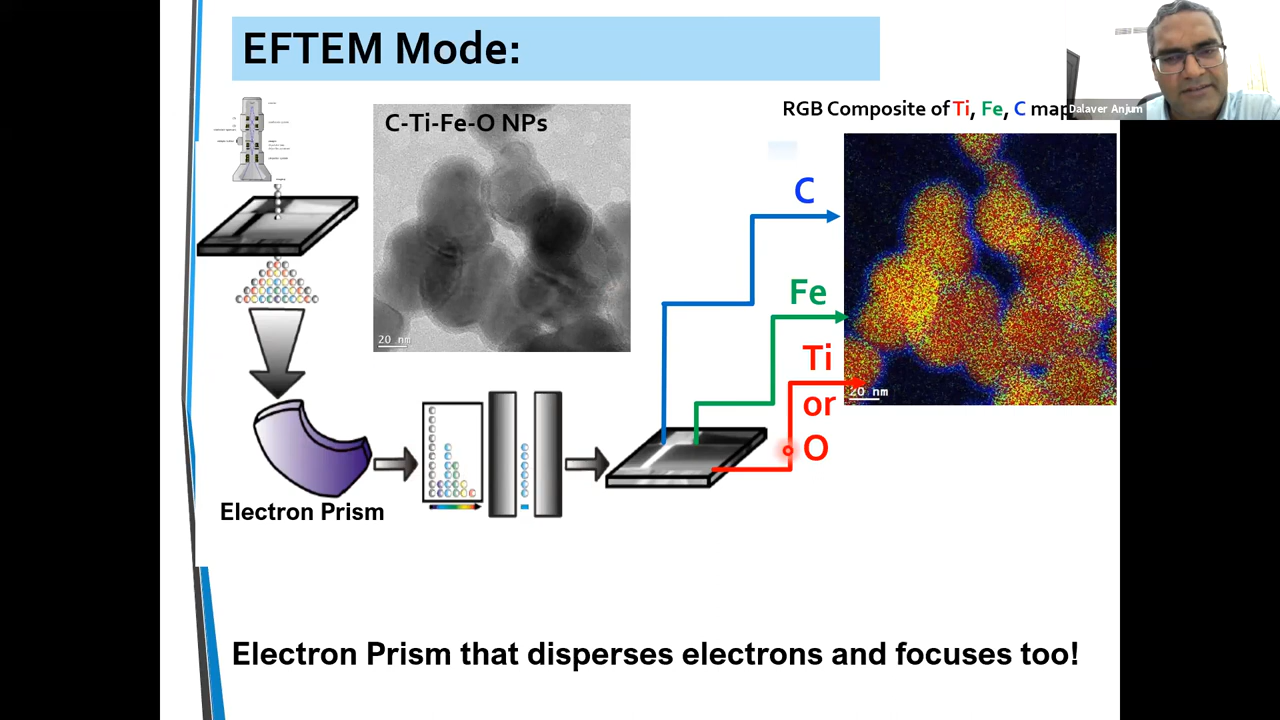 EFTEM Mode:
C-Ti-Fe-O NPs
20 nm
RGB Composite of Ti, Fe, C map
Dalaver Anjum
C
Fe
Ti
or
O
20 nm
Electron Prism
Electron Prism that disperses electrons and focuses too!